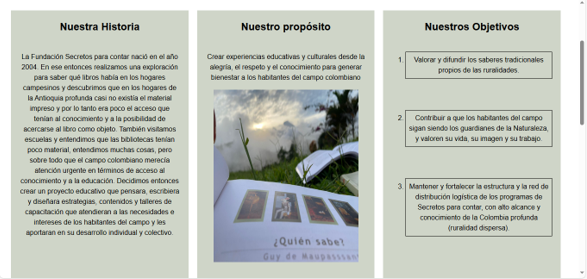 Nuestra Historia
La Fundación Secretos para contar nació en el año
2004. En ese entonces realizamos una exploración
para saber qué libros había en los hogares
campesinos y descubrimos que en los hogares de
la Antioquia profunda casi no existía el material
impreso y por lo tanto era poco el acceso que
tenían al conocimiento y a la posibilidad de
acercarse al libro como objeto. También visitamos
escuelas y entendimos que las bibliotecas tenían
poco material, entendimos muchas cosas, pero
sobre todo que el campo colombiano merecía
atención urgente en términos de acceso al
conocimiento y a la educación. Decidimos entonces
crear un proyecto educativo que pensara, escribiera
y diseñara estrategias, contenidos y talleres de
capacitación que atendieran a las necesidades e
intereses de los habitantes del campo y les
aportaran en su desarrollo individual y colectivo.
Nuestro propósito
Crear experiencias educativas y culturales desde la
alegría, el respeto y el conocimiento para generar
bienestar a los habitantes del campo colombiano
¿Quién sabe?
Guy de Maupassant
Nuestros Objetivos
1. Valorar y difundir los saberes tradicionales
propios de las ruralidades.
2. Contribuir a que los habitantes del campo
sigan siendo los guardianes de la Naturaleza,
y valoren su vida, su imagen y su trabajo.
3. Mantener y fortalecer la estructura y la red de
distribución logística de los programas de
Secretos para contar, con alto alcance y
conocimiento de la Colombia profunda
(ruralidad dispersa).